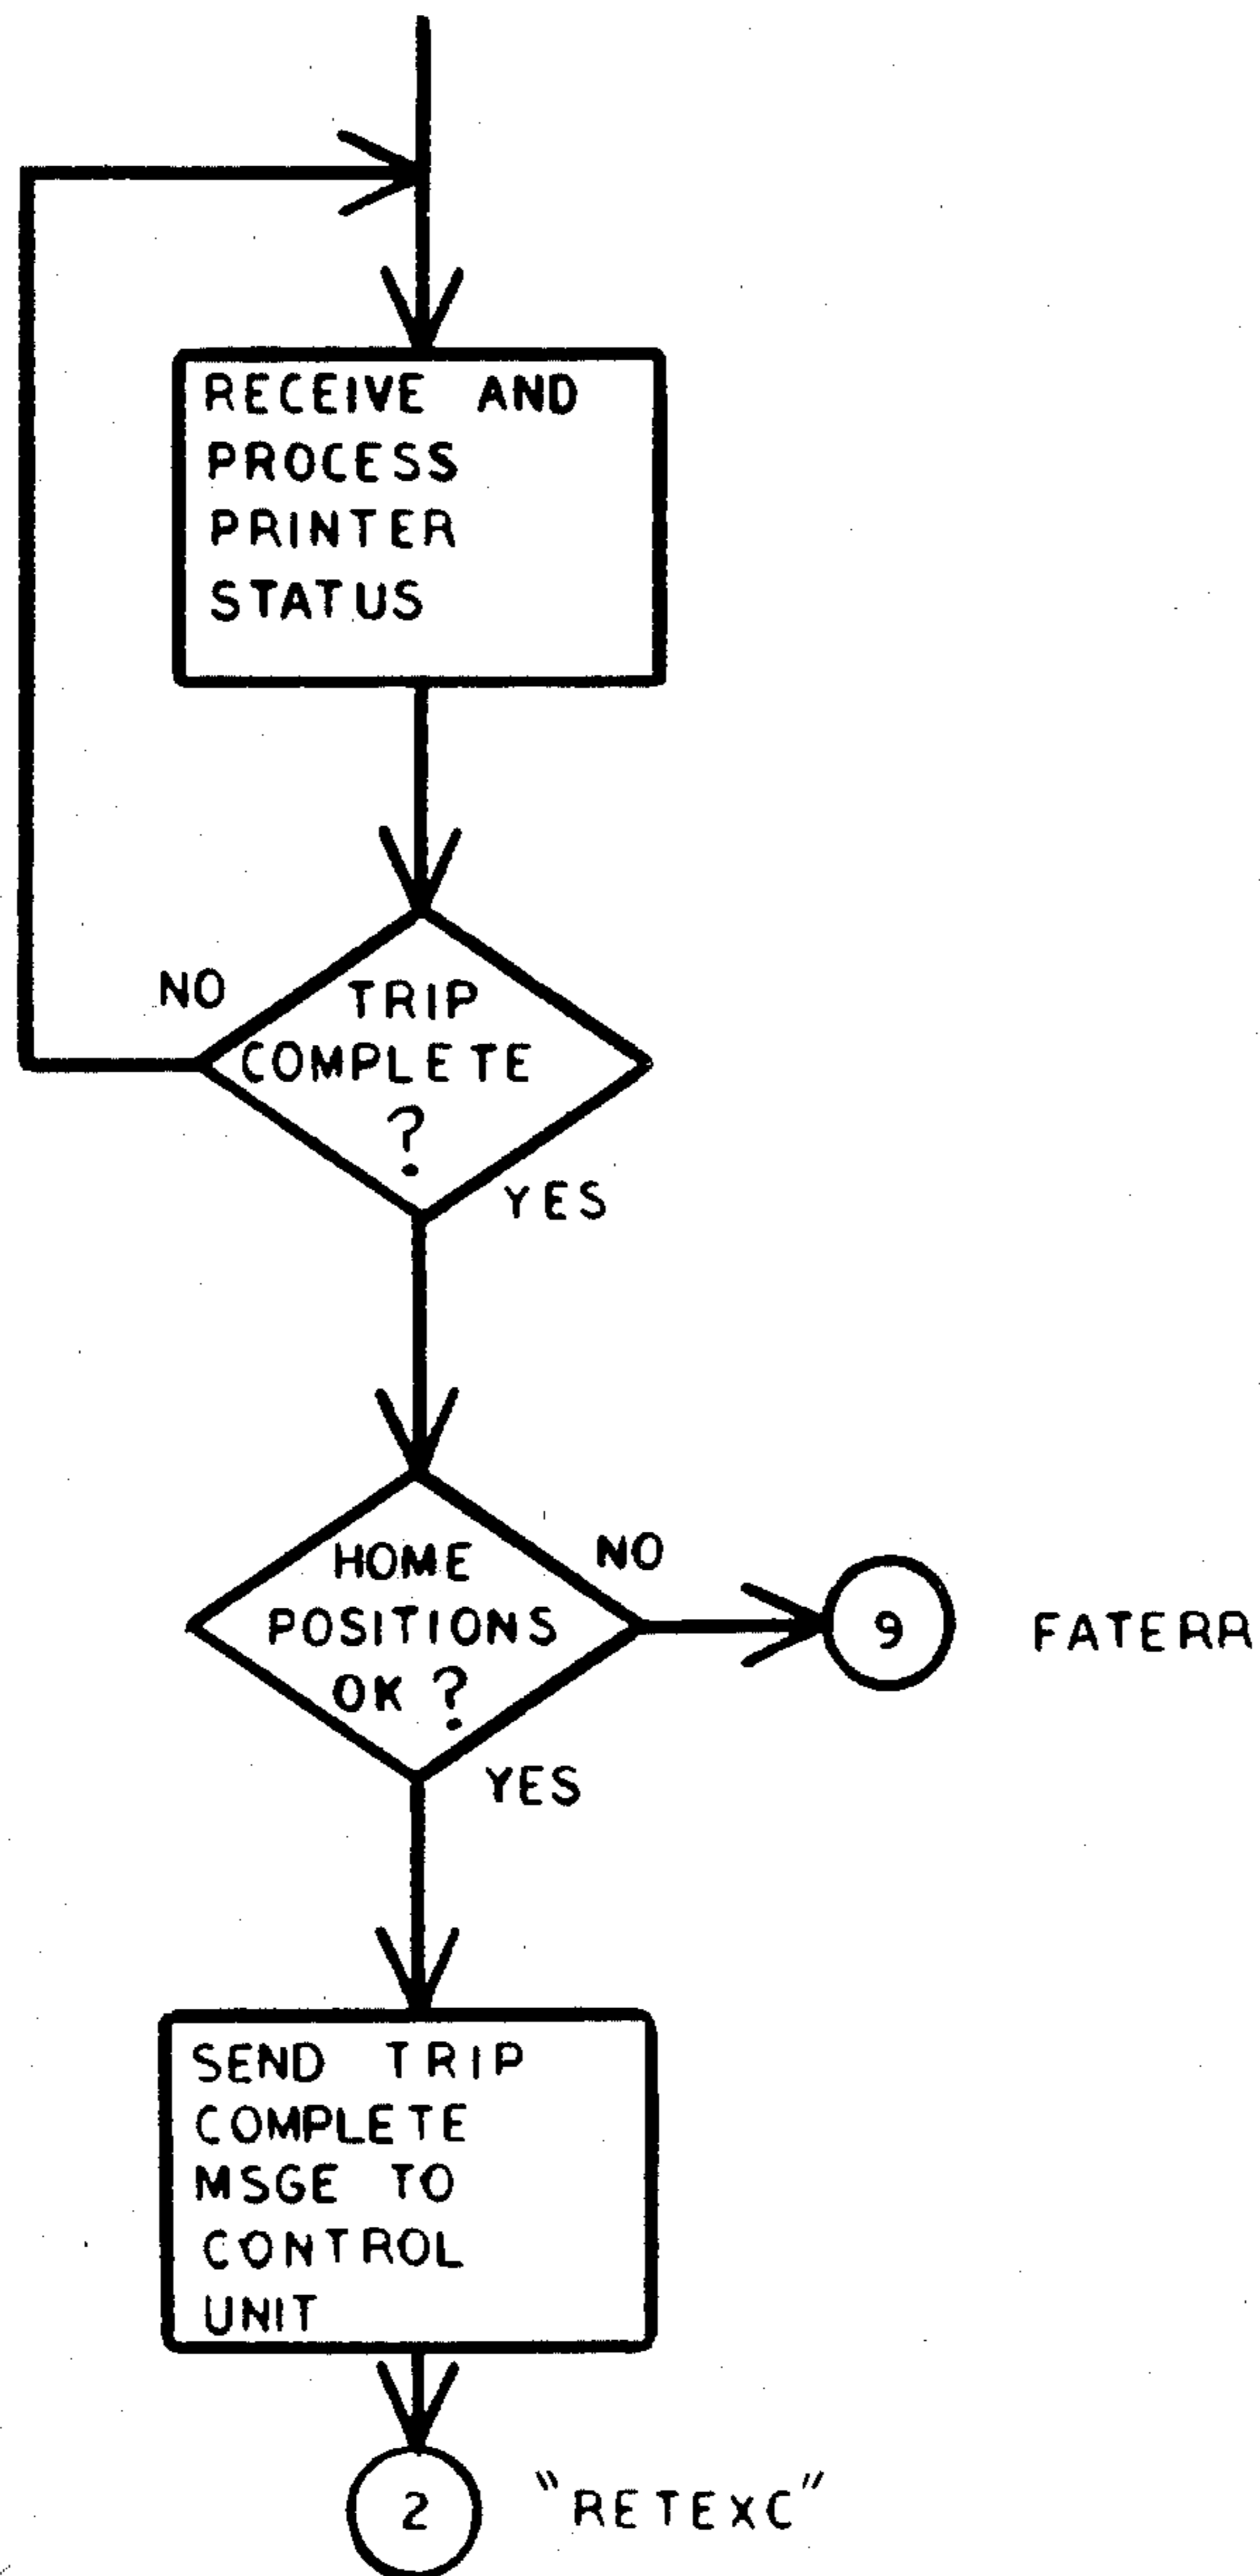 RECEIVE AND
PROCESS
PRINTER
STATUS
NO
TRIP
COMPLETE
?
YES
HOME
POSITIONS
OK ?
NO
9
FATERR
YES
SEND TRIP
COMPLETE
MSGE TO
CONTROL
UNIT
2
"RETEXC"